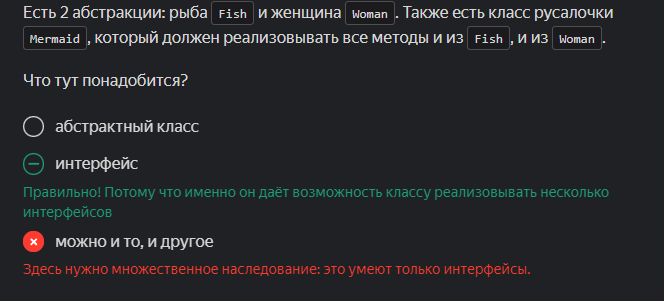 Есть 2 абстракции: рыба Fish и женщина Woman. Также есть класс русалочки
Mermaid, который должен реализовывать все методы и из Fish, и из Woman.
Что тут понадобится?
абстрактный класс
интерфейс
Правильно! Потому что именно он даёт возможность классу реализовывать несколько
интерфейсов
можно и то, и другое
Здесь нужно множественное наследование: это умеют только интерфейсы.